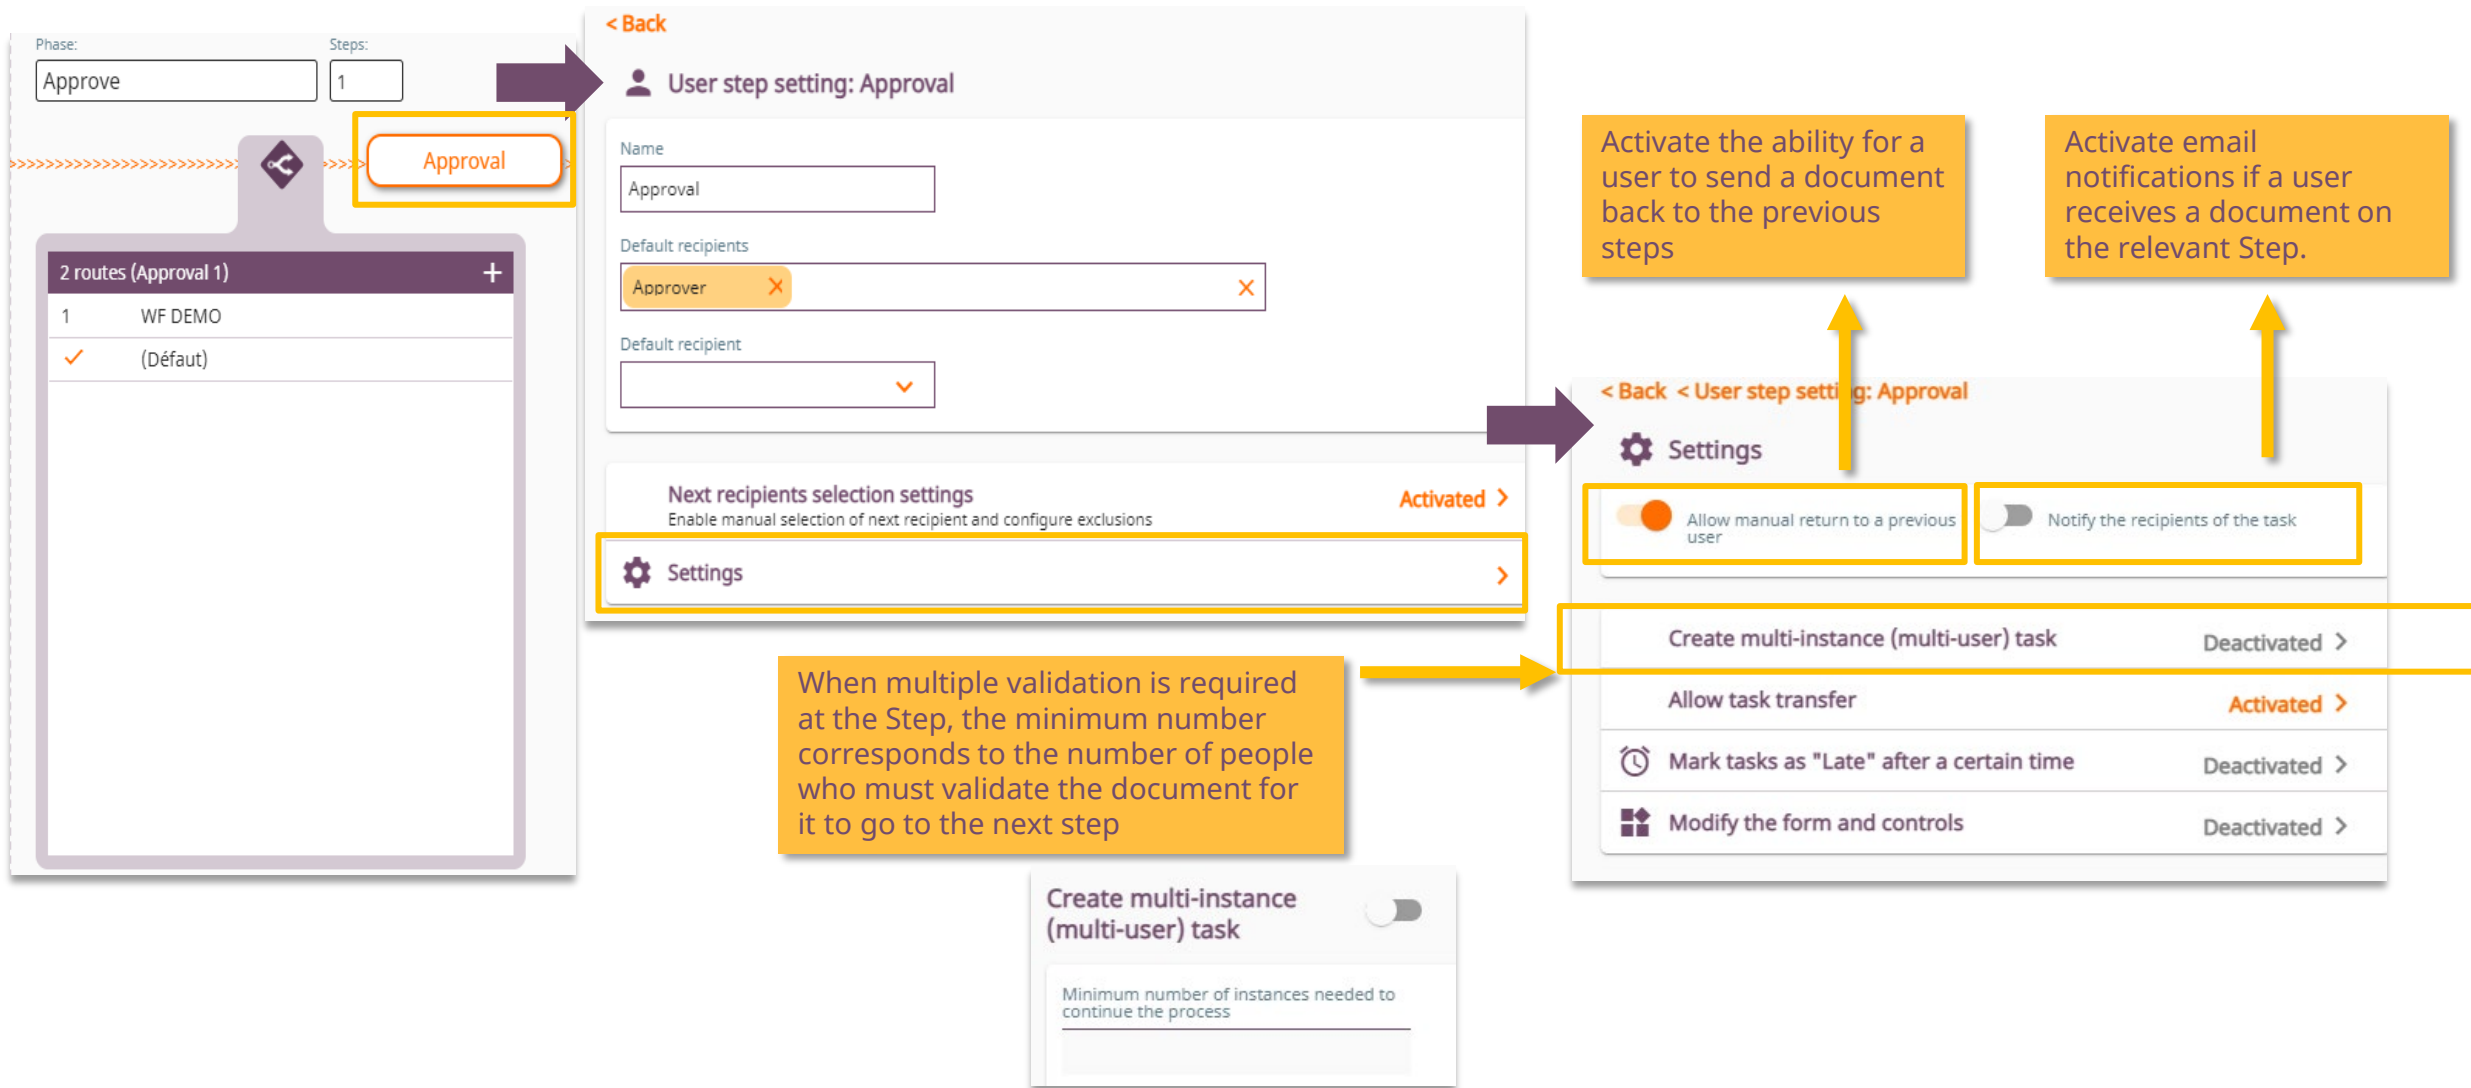 Phase:
Steps:
Approve
1
Approval
2 routes (Approval 1)
+
1
WF DEMO
(Défaut)
< Back
User step setting: Approval
Name
Approval
Default recipients
Approver
Default recipient
Next recipients selection settings
Enable manual selection of next recipient and configure exclusions
Activated
Settings
When multiple validation is required
at the Step, the minimum number
corresponds to the number of people
who must validate the document for
it to go to the next step
Create multi-instance
(multi-user) task
Minimum number of instances needed to
continue the process
Activate the ability for a
user to send a document
back to the previous
steps
Activate email
notifications if a user
receives a document on
the relevant Step.
< Back < User step setting: Approval
Settings
Allow manual return to a previous
user
Notify the recipients of the task
Create multi-instance (multi-user) task
Deactivated
Allow task transfer
Activated
Mark tasks as "Late" after a certain time
Deactivated
Modify the form and controls
Deactivated